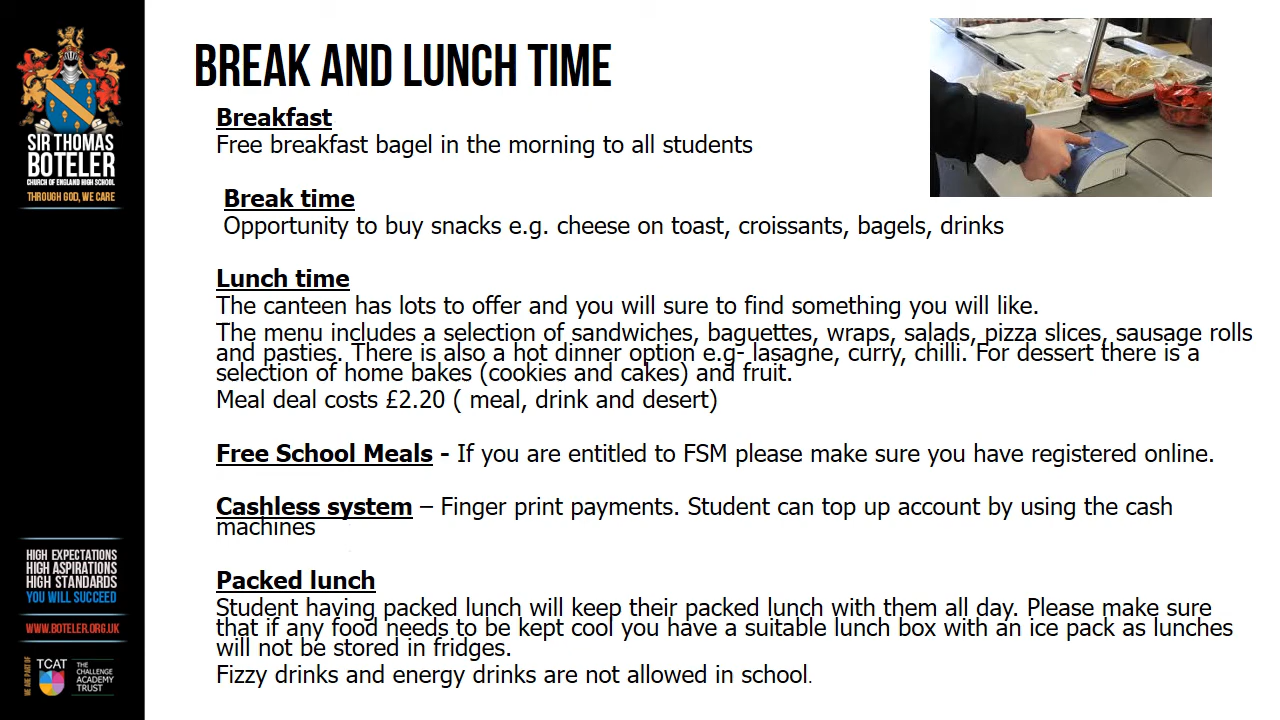 SIR THOMAS
BOTELER
CHURCH OF ENGLAND HIGH SCHOOL
THROUGH GOD, WE CARE
BREAK AND LUNCH TIME
Breakfast
Free breakfast bagel in the morning to all students
Break time
Opportunity to buy snacks e.g. cheese on toast, croissants, bagels, drinks
Lunch time
The canteen has lots to offer and you will sure to find something you will like.
The menu includes a selection of sandwiches, baguettes, wraps, salads, pizza slices, sausage rolls
and pasties. There is also a hot dinner option e.g- lasagne, curry, chilli. For dessert there is a
selection of home bakes (cookies and cakes) and fruit.
Meal deal costs £2.20 ( meal, drink and desert)
Free School Meals - If you are entitled to FSM please make sure you have registered online.
Cashless system – Finger print payments. Student can top up account by using the cash
machines
Packed lunch
Student having packed lunch will keep their packed lunch with them all day. Please make sure
that if any food needs to be kept cool you have a suitable lunch box with an ice pack as lunches
will not be stored in fridges.
Fizzy drinks and energy drinks are not allowed in school.
HIGH EXPECTATIONS
HIGH ASPIRATIONS
HIGH STANDARDS
YOU WILL SUCCEED
WWW.BOTELER.ORG.UK
WE ARE PART OF
TCAT
THE
CHALLENGE
ACADEMY
TRUST